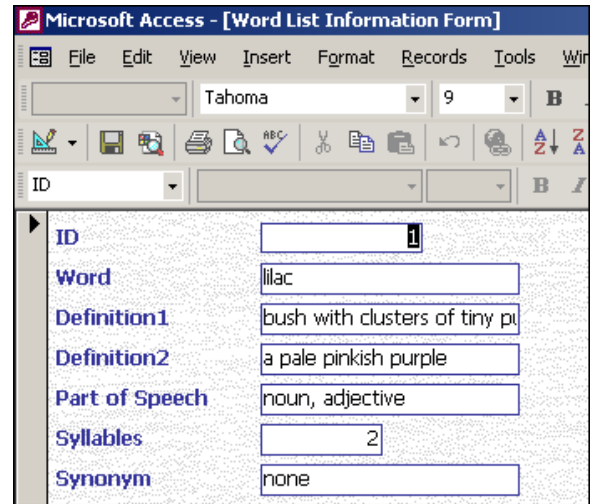 Microsoft Access - [Word List Information Form]
File Edit View Insert Format Records Tools
Tahoma 9 B
ABC A Z Z A
ID B I
ID 1
Word lilac
Definition1 bush with clusters of tiny
Definition2 a pale pinkish purple
Part of Speech noun, adjective
Syllables 2
Synonym none